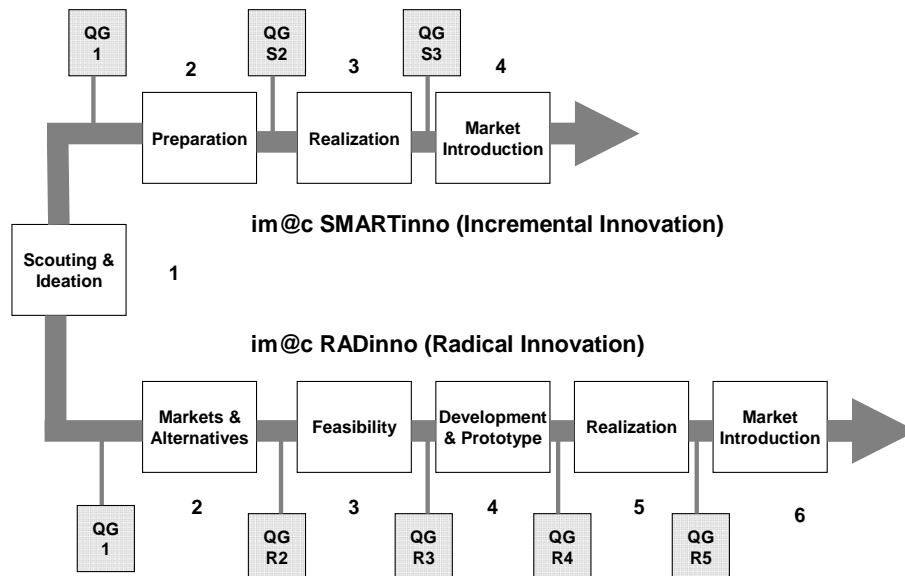 QG
1
QG
S2
QG
S3
2
3
4
Preparation
Realization
Market
Introduction
im@c SMARTinno (Incremental Innovation)
Scouting &
Ideation
1
im@c RADinno (Radical Innovation)
Markets &
Alternatives
Feasibility
Development
& Prototype
Realization
Market
Introduction
2
3
4
5
6
QG
1
QG
R2
QG
R3
QG
R4
QG
R5